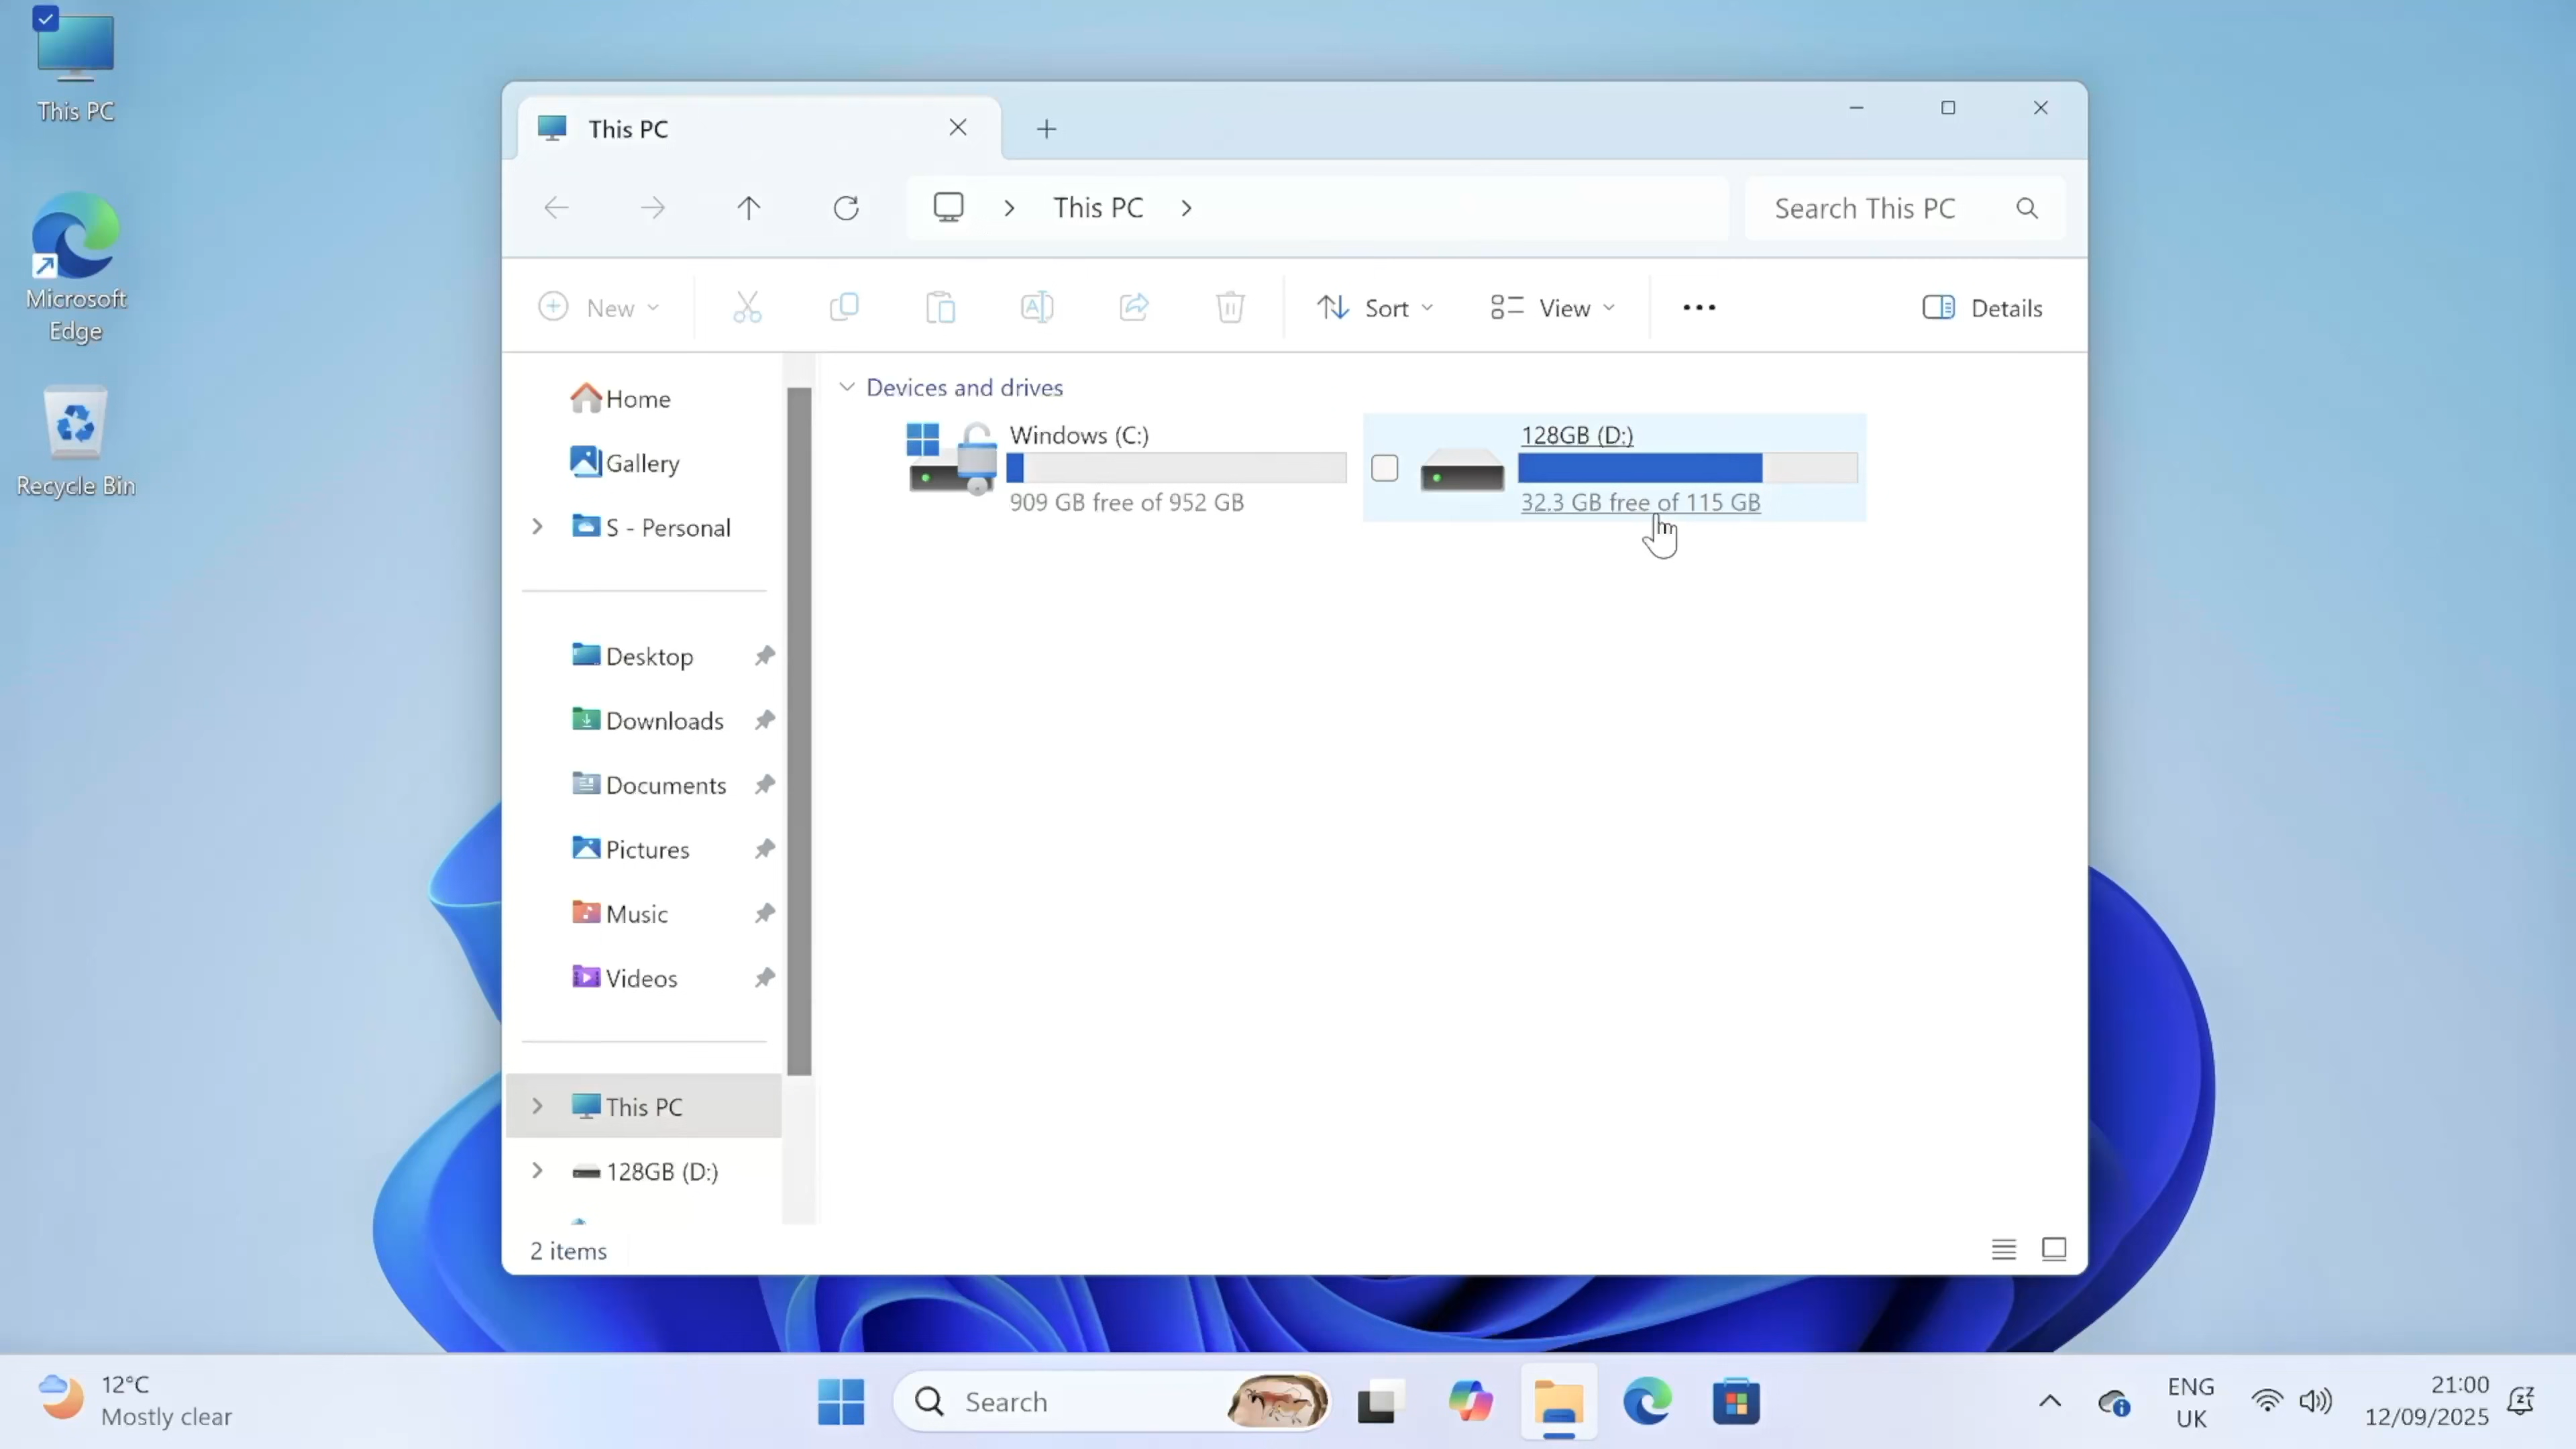 This PC
Microsoft
Edge
Recycle Bin
This PC
This PC
Search This PC
New
Sort
View
Details
Home
Gallery
S - Personal
Desktop
Downloads
Documents
Pictures
Music
Videos
This PC
128GB (D:)
Devices and drives
Windows (C:)
909 GB free of 952 GB
128GB (D:)
32.3 GB free of 115 GB
2 items
12°C
Mostly clear
Search
ENG
UK
21:00
12/09/2025